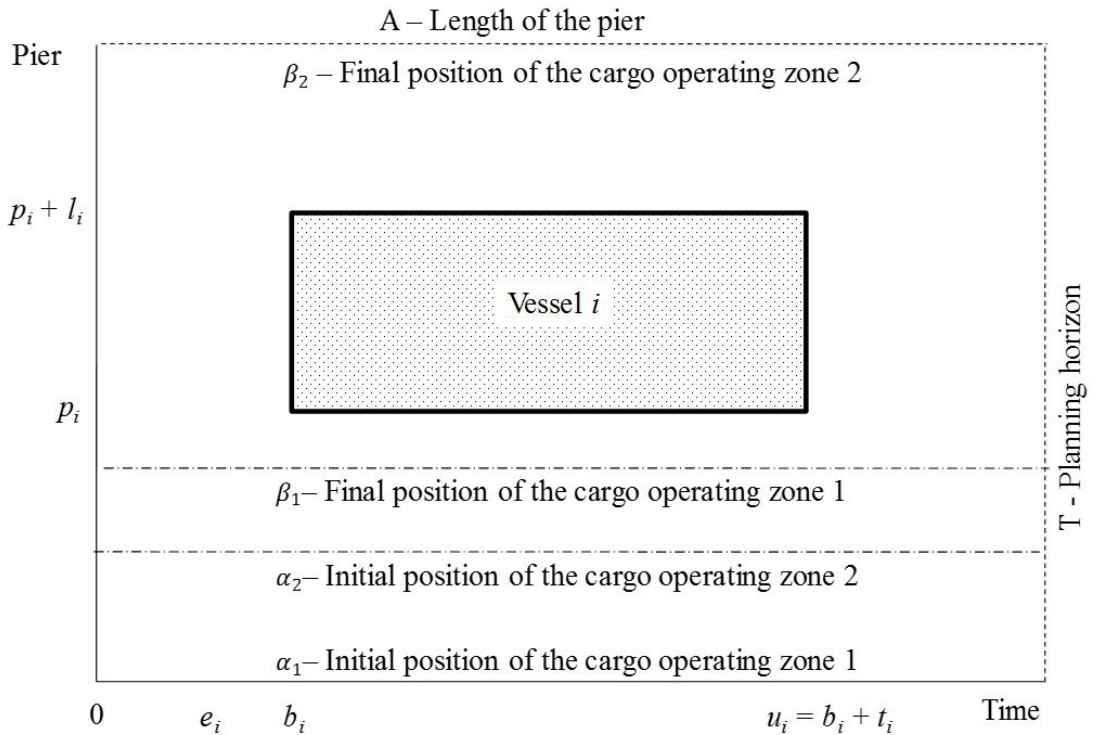 A – Length of the pier
Pier
β₂ – Final position of the cargo operating zone 2
pᵢ + lᵢ
Vessel i
pᵢ
β₁– Final position of the cargo operating zone 1
T - Planning horizon
α₂– Initial position of the cargo operating zone 2
α₁– Initial position of the cargo operating zone 1
0 eᵢ bᵢ uᵢ = bᵢ + tᵢ Time